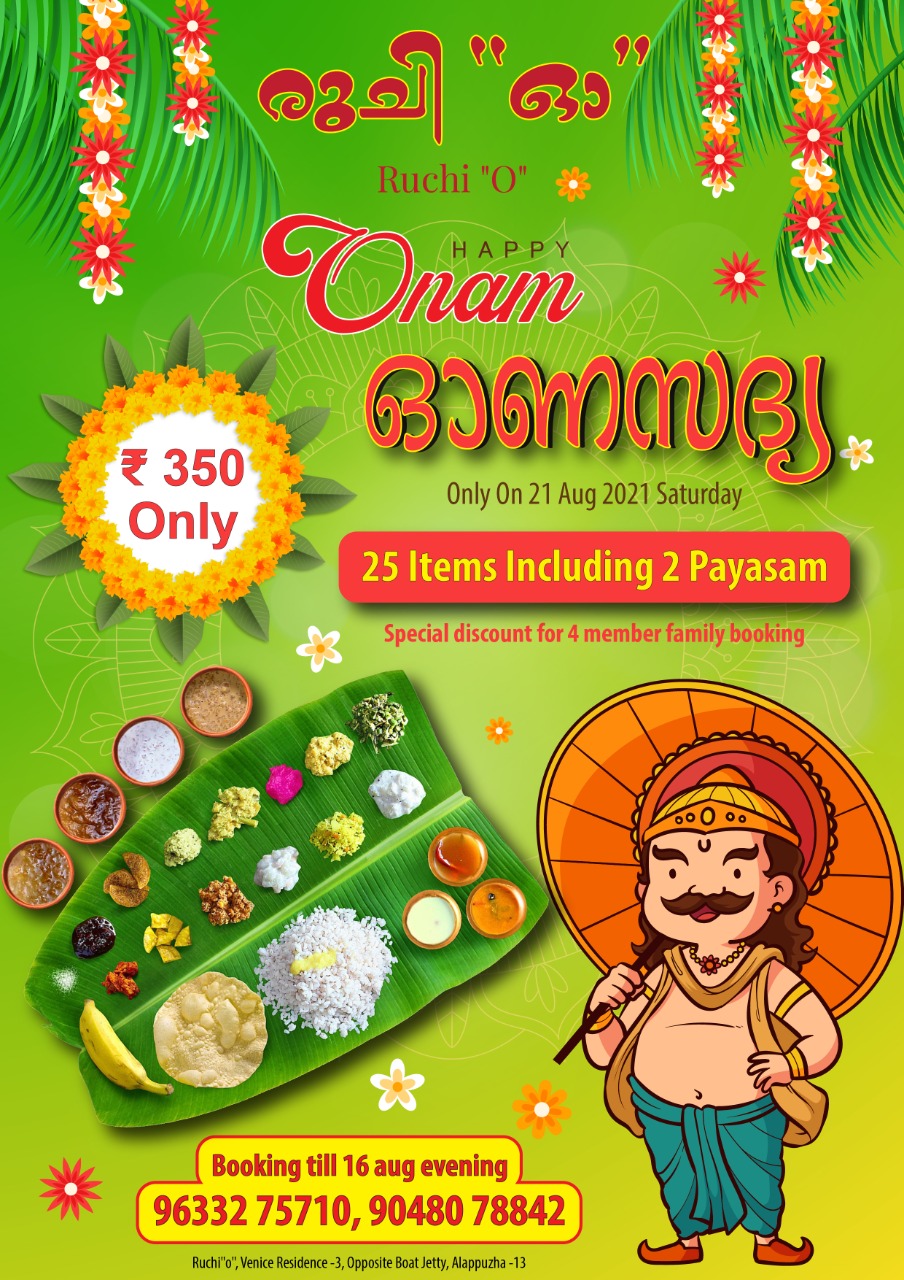 രുചി "ഓ"
Ruchi "O"
HAPPY
Onam
ഓണസദ്യ
₹ 350
Only
Only On 21 Aug 2021 Saturday
25 Items Including 2 Payasam
Special discount for 4 member family booking
Booking till 16 aug evening
96332 75710, 90480 78842
Ruchi"o", Venice Residence -3, Opposite Boat Jetty, Alappuzha -13